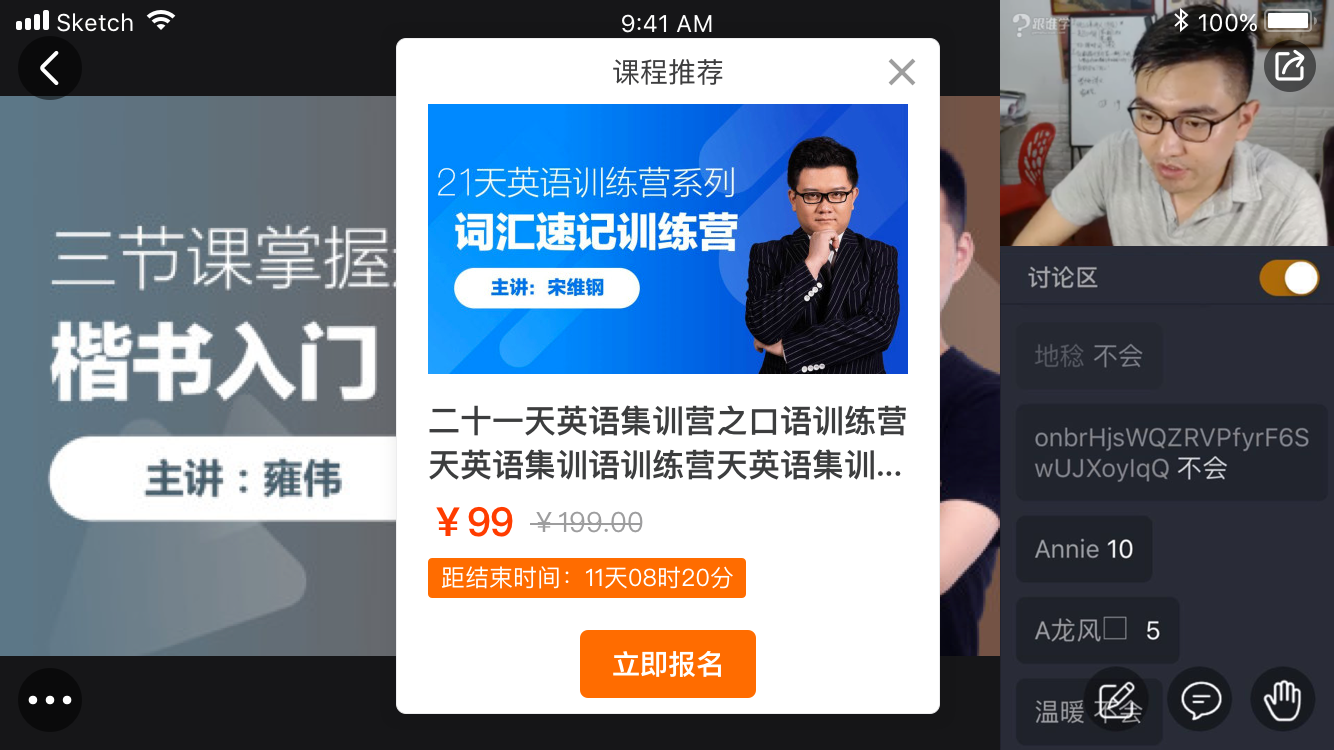 Sketch
9:41 AM
100%
跟谁学
课程推荐
21天英语训练营系列
词汇速记训练营
主讲：宋维钢
二十一天英语集训营之口语训练营
天英语集训语训练营天英语集训...
￥99 ￥199.00
距结束时间：11天08时20分
立即报名
三节课掌握
楷书入门
主讲：雍伟
讨论区
地稔 不会
onbrHjsWQZRVPfyrF6S
wUJXoyIqQ 不会
Annie 10
A龙风□ 5
温暖 不会